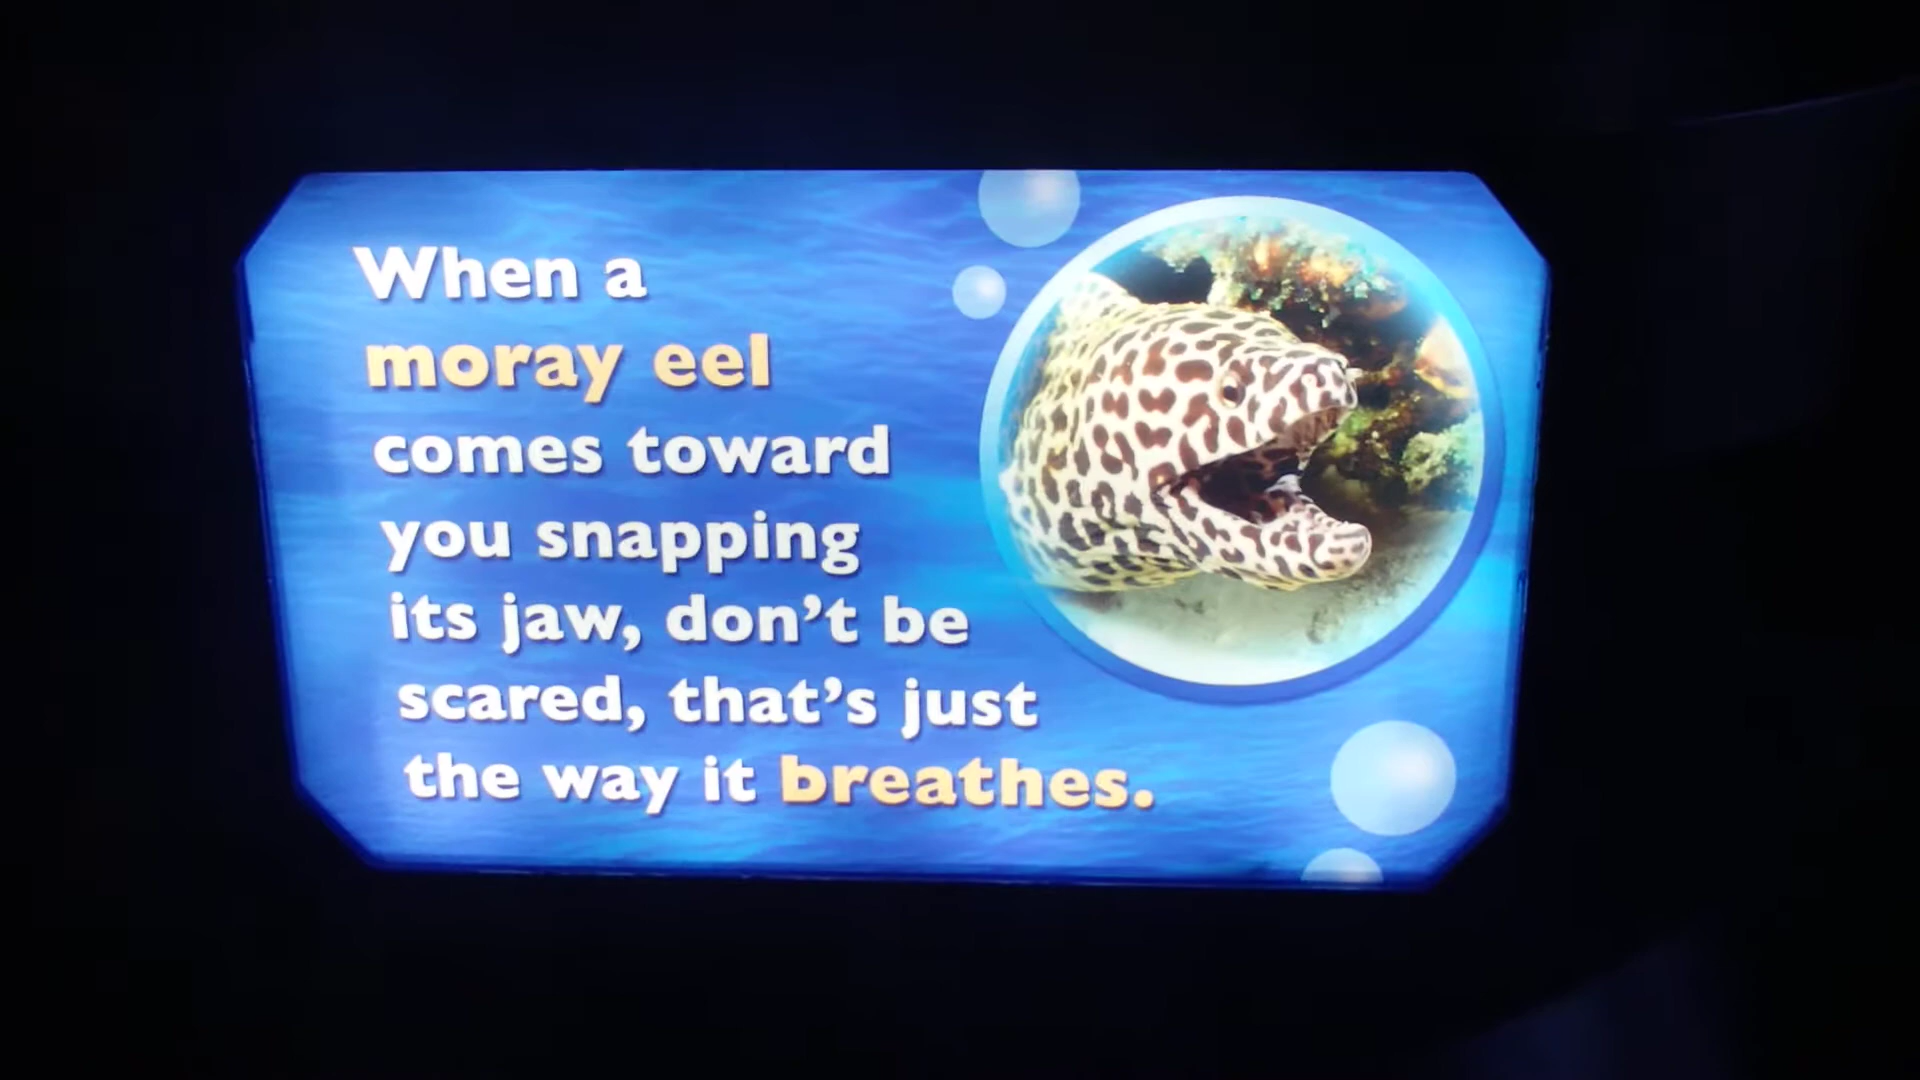 When a
moray eel
comes toward
you snapping
its jaw, don’t be
scared, that’s just
the way it breathes.